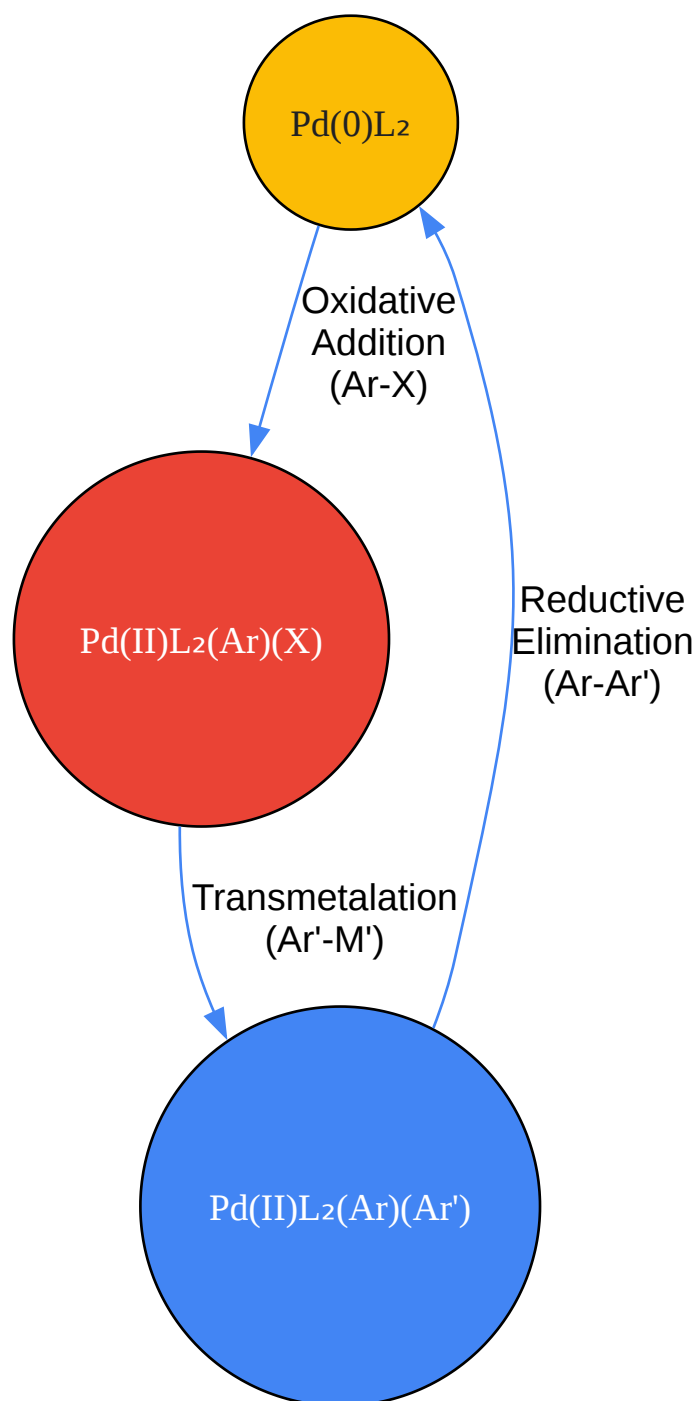 Pd(0)L₂
Oxidative
Addition
(Ar-X)
Pd(II)L₂(Ar)(X)
Reductive
Elimination
(Ar-Ar')
Transmetalation
(Ar'-M')
Pd(II)L₂(Ar)(Ar')